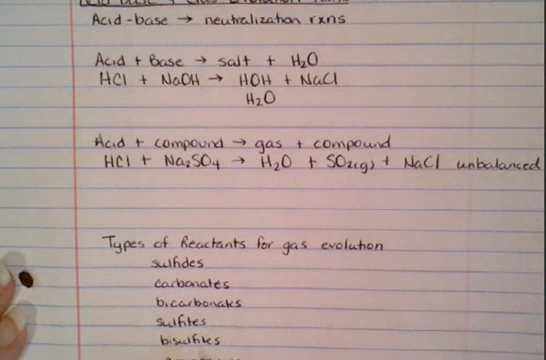 Acid-base → neutralization rxns
Acid + Base → salt + H₂O
HCl + NaOH → HOH + NaCl
H₂O
Acid + compound → gas + compound
HCl + Na₂SO₄ → H₂O + SO₂(g) + NaCl unbalanced
Types of Reactants for gas evolution
sulfides
carbonates
bicarbonates
sulfites
bisulfites